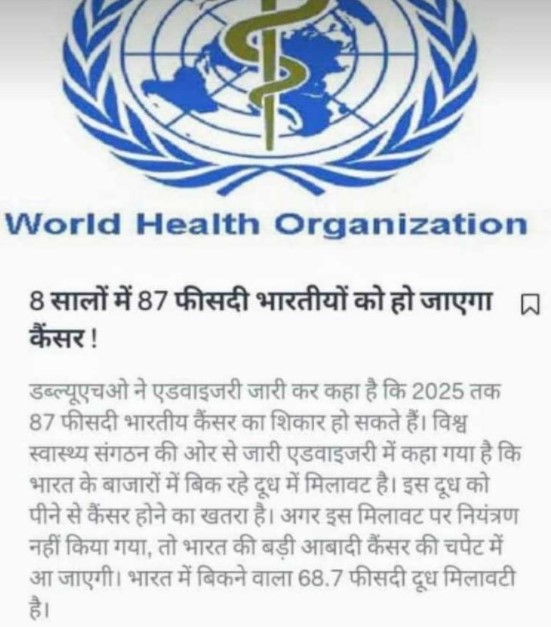 World Health Organization
8 सालों में 87 फीसदी भारतीयों को हो जाएगा
कैंसर !
डब्ल्यूएचओ ने एडवाइजरी जारी कर कहा है कि 2025 तक
87 फीसदी भारतीय कैंसर का शिकार हो सकते हैं। विश्व
स्वास्थ्य संगठन की ओर से जारी एडवाइजरी में कहा गया है कि
भारत के बाजारों में बिक रहे दूध में मिलावट है। इस दूध को
पीने से कैंसर होने का खतरा है। अगर इस मिलावट पर नियंत्रण
नहीं किया गया, तो भारत की बड़ी आबादी कैंसर की चपेट में
आ जाएगी। भारत में बिकने वाला 68.7 फीसदी दूध मिलावटी
है।